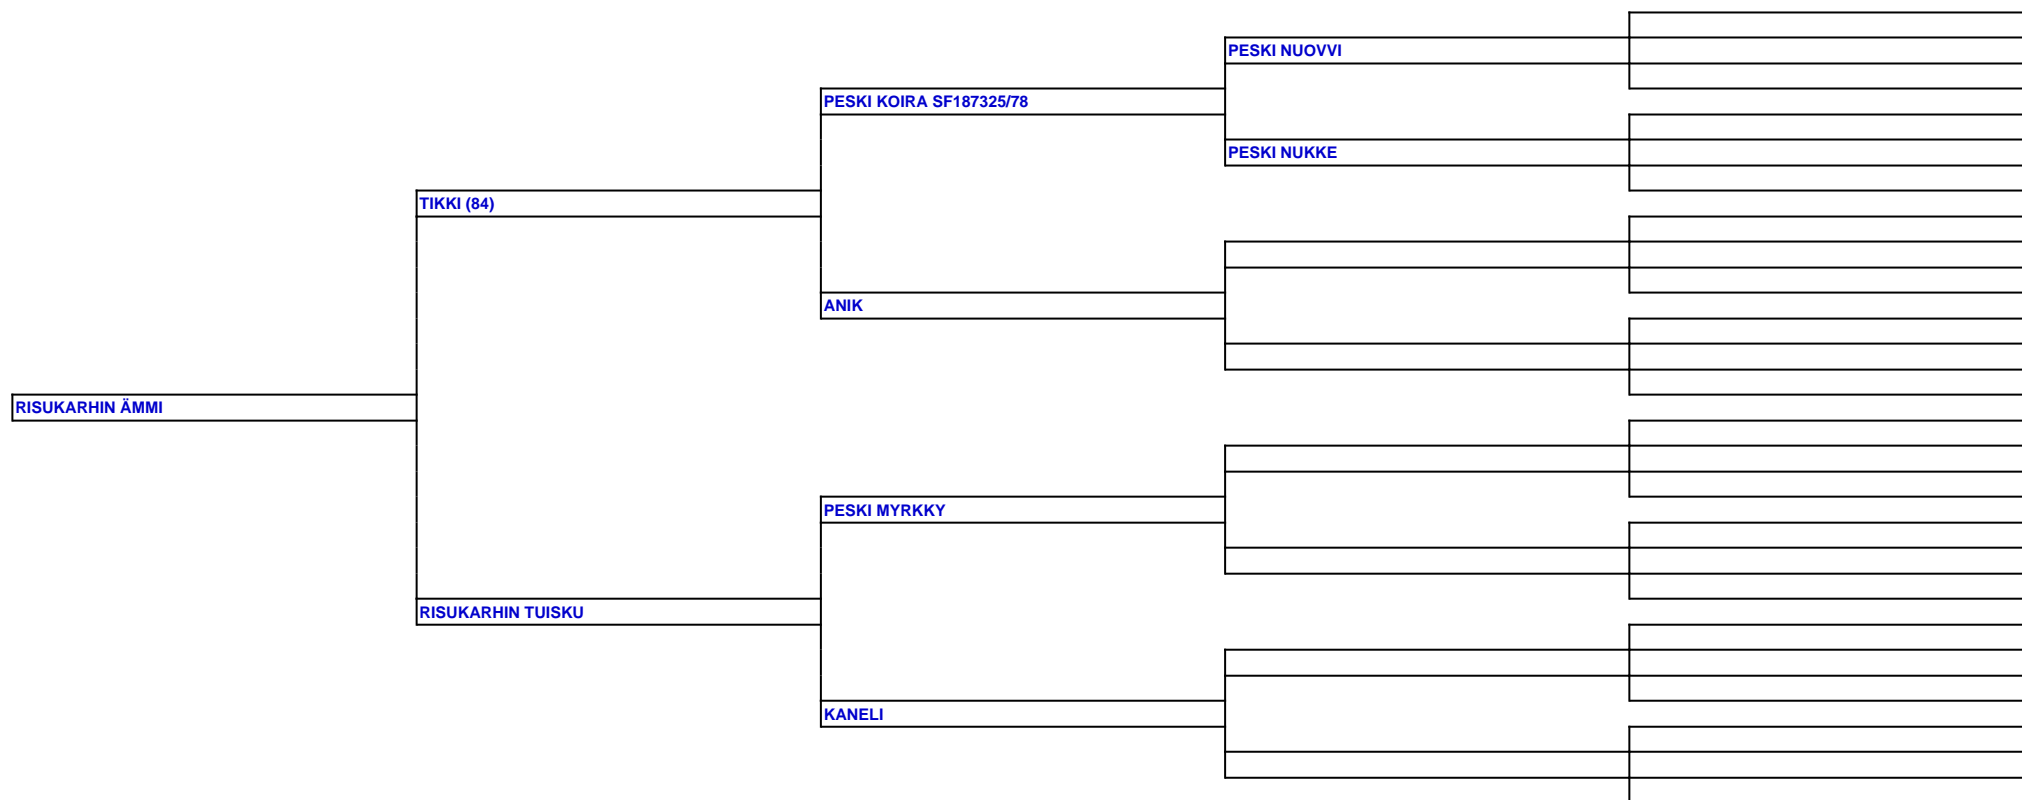 PESKI NUOVVI
PESKI KOIRA SF187325/78
PESKI NUKKE
TIKKI (84)
ANIK
RISUKARHIN ÄMMI
PESKI MYRKKY
RISUKARHIN TUISKU
KANELI